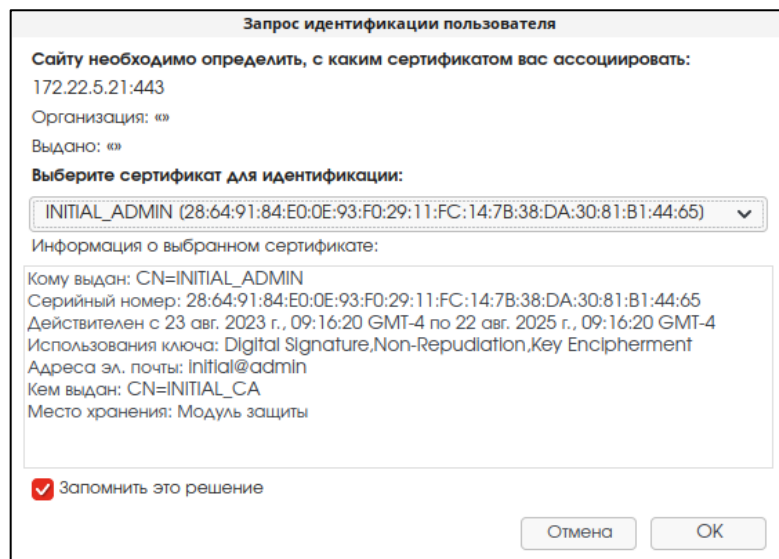 Запрос идентификации пользователя
Сайту необходимо определить, с каким сертификатом вас ассоциировать:
172.22.5.21:443
Организация: «»
Выдано: «»
Выберите сертификат для идентификации:
INITIAL_ADMIN (28:64:91:84:E0:0E:93:F0:29:11:FC:14:7B:38:DA:30:81:B1:44:65)
Информация о выбранном сертификате:
Кому выдан: CN=INITIAL_ADMIN
Серийный номер: 28:64:91:84:E0:0E:93:F0:29:11:FC:14:7B:38:DA:30:81:B1:44:65
Действителен с 23 авг. 2023 г., 09:16:20 GMT-4 по 22 авг. 2025 г., 09:16:20 GMT-4
Использования ключа: Digital Signature,Non-Repudiation,Key Encipherment
Адреса эл. почты: initial@admin
Кем выдан: CN=INITIAL_CA
Место хранения: Модуль защиты
Запомнить это решение
Отмена OK